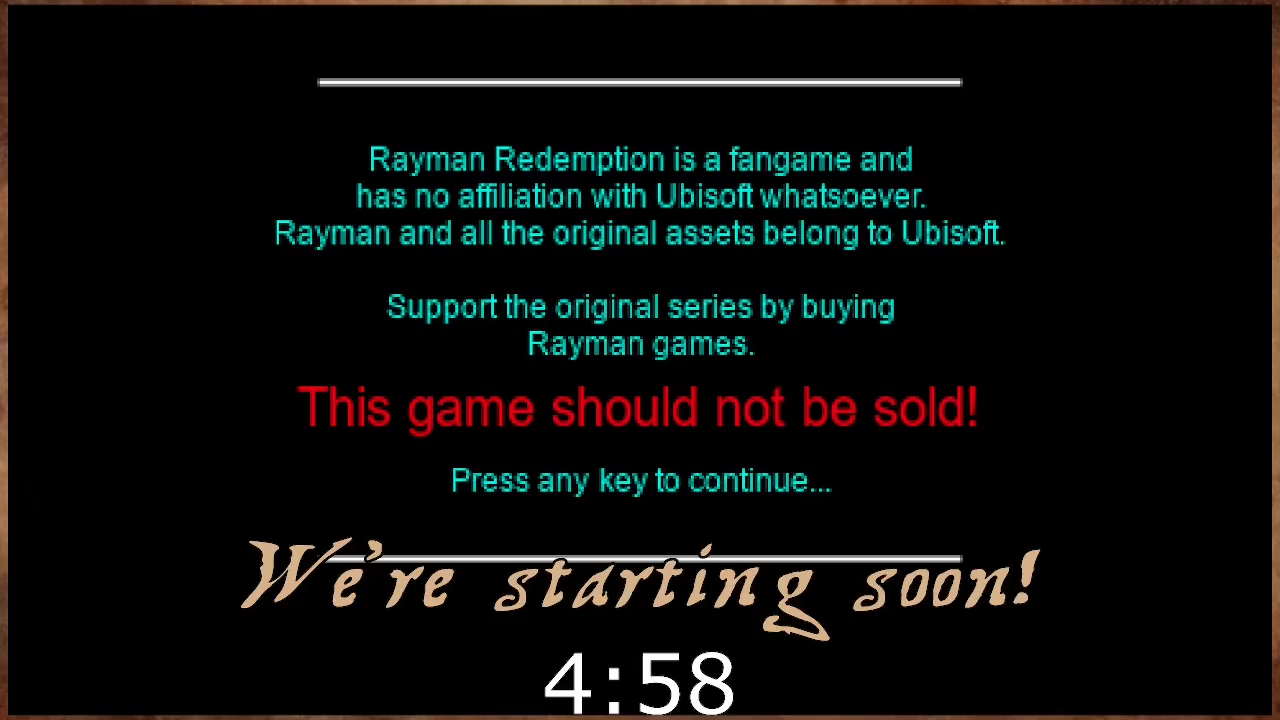 Rayman Redemption is a fangame and
has no affiliation with Ubisoft whatsoever.
Rayman and all the original assets belong to Ubisoft.
Support the original series by buying
Rayman games.
This game should not be sold!
Press any key to continue...
We're starting soon!
4:58